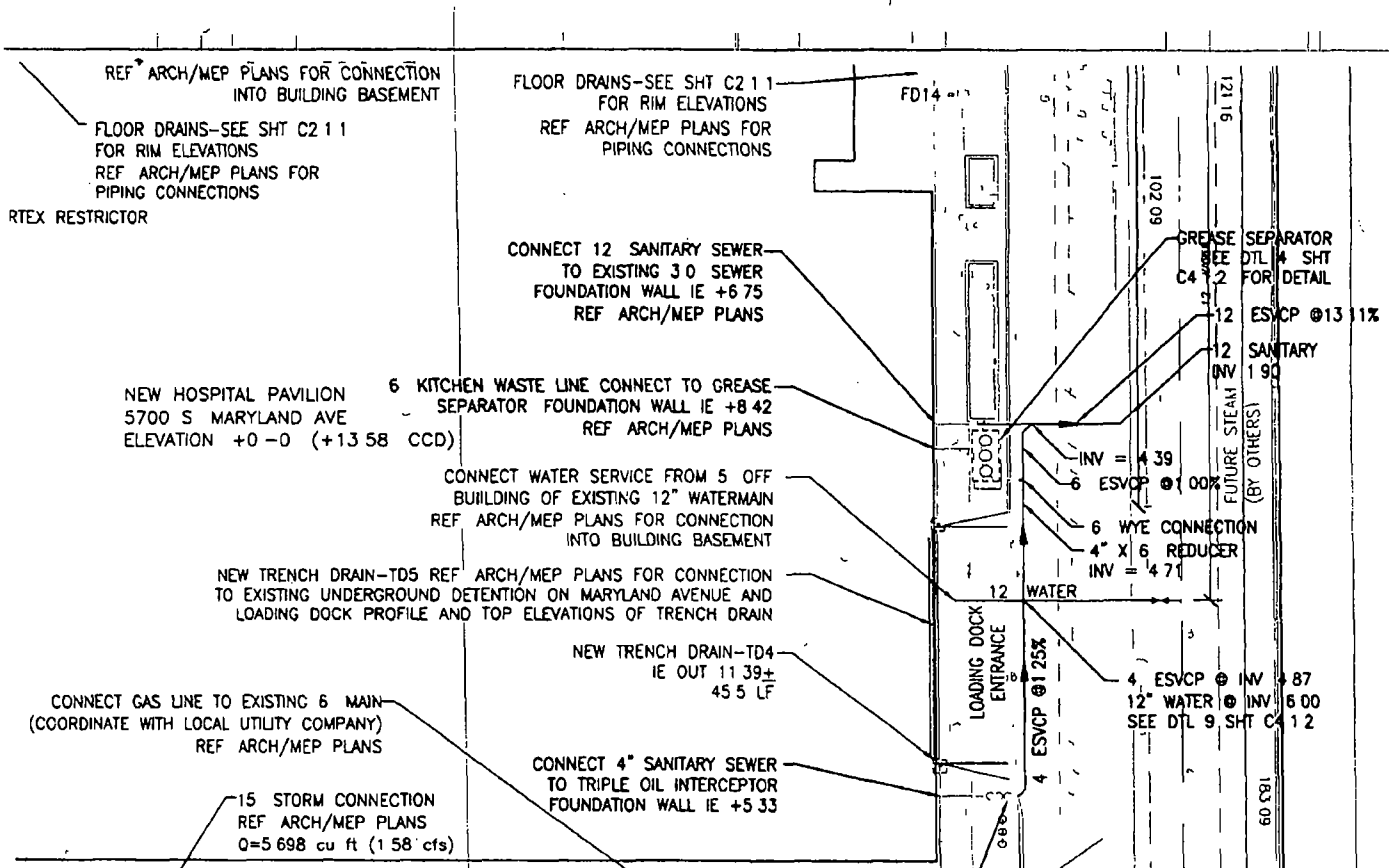 REF ARCH/MEP PLANS FOR CONNECTION
INTO BUILDING BASEMENT
FLOOR DRAINS-SEE SHT C2 1 1
FOR RIM ELEVATIONS
REF ARCH/MEP PLANS FOR
PIPING CONNECTIONS
RTEX RESTRICTOR
FLOOR DRAINS-SEE SHT C2 1 1
FOR RIM ELEVATIONS
REF ARCH/MEP PLANS FOR
PIPING CONNECTIONS
FD14
121 16
102 09
CONNECT 12 SANITARY SEWER
TO EXISTING 3 0 SEWER
FOUNDATION WALL IE +6 75
REF ARCH/MEP PLANS
GREASE SEPARATOR
SEE DTL 4 SHT
C4 1 2 FOR DETAIL
12 ESVCP @13 11%
12 SANITARY
INV 1 90
NEW HOSPITAL PAVILION
5700 S MARYLAND AVE
ELEVATION +0 -0 (+13 58 CCD)
6 KITCHEN WASTE LINE CONNECT TO GREASE
SEPARATOR FOUNDATION WALL IE +8 42
REF ARCH/MEP PLANS
INV = 4 39
6 ESVCP @1 00%
FUTURE STEAM
(BY OTHERS)
CONNECT WATER SERVICE FROM 5 OFF
BUIILDING OF EXISTING 12" WATERMAIN
REF ARCH/MEP PLANS FOR CONNECTION
INTO BUILDING BASEMENT
6 WYE CONNECTION
4" X 6 REDUCER
INV = 4 71
NEW TRENCH DRAIN-TD5 REF ARCH/MEP PLANS FOR CONNECTION
TO EXISTING UNDERGROUND DETENTION ON MARYLAND AVENUE AND
LOADING DOCK PROFILE AND TOP ELEVATIONS OF TRENCH DRAIN
12 WATER
LOADING DOCK
ENTRANCE
4 ESVCP @1 25%
NEW TRENCH DRAIN-TD4
IE OUT 11 39±
45 5 LF
4 ESVCP @ INV 4 87
12" WATER @ INV 6 00
SEE DTL 9 SHT C4 1 2
CONNECT GAS LINE TO EXISTING 6 MAIN
(COORDINATE WITH LOCAL UTILITY COMPANY)
REF ARCH/MEP PLANS
CONNECT 4" SANITARY SEWER
TO TRIPLE OIL INTERCEPTOR
FOUNDATION WALL IE +5 33
183 09
15 STORM CONNECTION
REF ARCH/MEP PLANS
Q=5 698 cu ft (1 58 cfs)